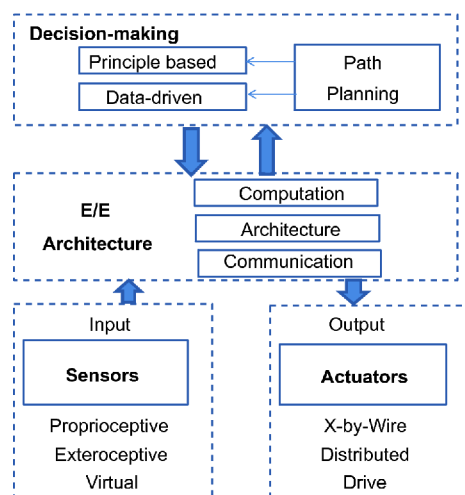 Decision-making
Principle based
Data-driven
Path
Planning
E/E
Architecture
Computation
Architecture
Communication
Input
Sensors
Proprioceptive
Exteroceptive
Virtual
Output
Actuators
X-by-Wire
Distributed
Drive